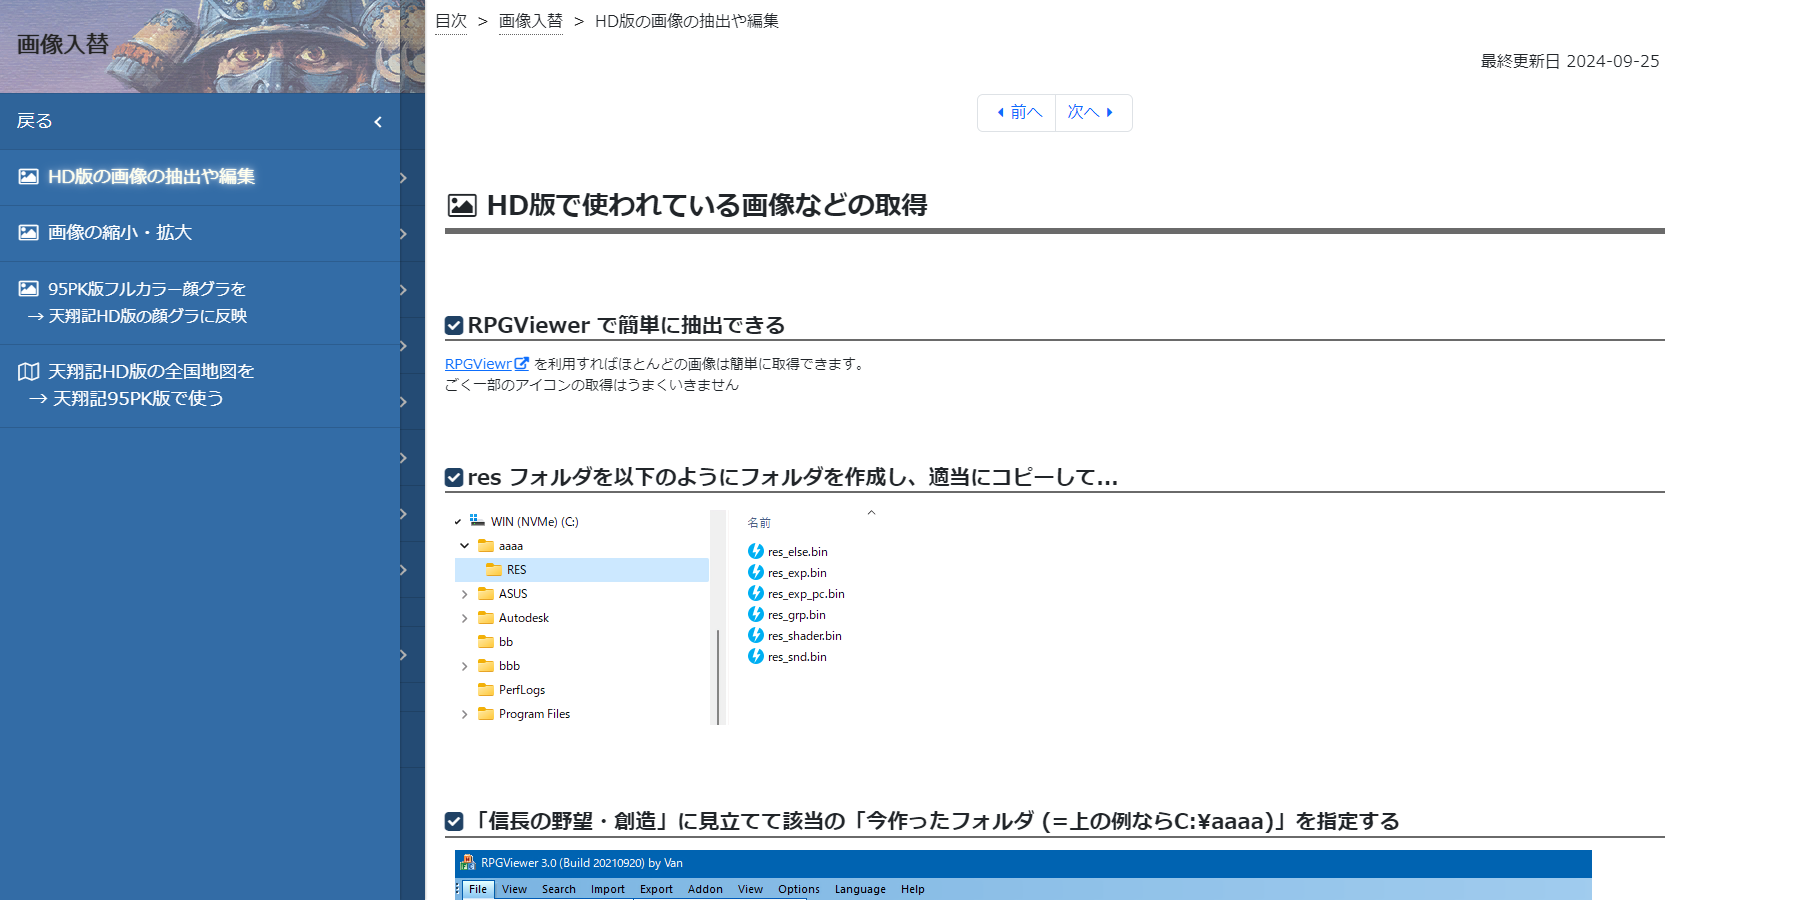 画像入替
戻る
HD版の画像の抽出や編集
画像の縮小・拡大
95PK版フルカラー顔グラを
→ 天翔記HD版の顔グラに反映
天翔記HD版の全国地図を
→ 天翔記95PK版で使う
目次 > 画像入替 > HD版の画像の抽出や編集
最終更新日 2024-09-25
前へ 次へ
HD版で使われている画像などの取得
RPGViewer で簡単に抽出できる
RPGViewr を利用すればほとんどの画像は簡単に取得できます。
ごく一部のアイコンの取得はうまくいきません
res フォルダを以下のようにフォルダを作成し、適当にコピーして...
WIN (NVMe) (C:)
aaaa
RES
ASUS
Autodesk
bb
bbb
PerfLogs
Program Files
名前
res_else.bin
res_exp.bin
res_exp_pc.bin
res_grp.bin
res_shader.bin
res_snd.bin
「信長の野望・創造」に見立てて該当の「今作ったフォルダ (=上の例ならC:¥aaaa)」を指定する
RPGViewer 3.0 (Build 20210920) by Van
File View Search Import Export Addon View Options Language Help